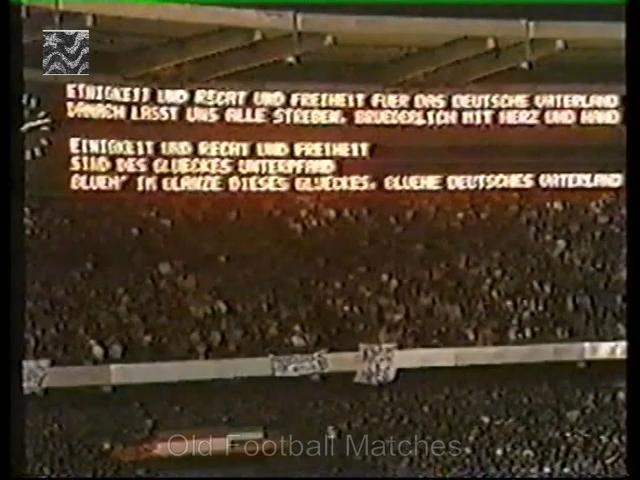 EINIGKEIT UND RECHT UND FREIHEIT FUER DAS DEUTSCHE VATERLAND
DANACH LASST UNS ALLE STREBEN, BRUEDERLICH MIT HERZ UND HAND
EINIGKEIT UND RECHT UND FREIHEIT
SIND DES GLUECKES UNTERPFAND
BLUEH' IM GLANZE DIESES GLUECKES, BLUEHE DEUTSCHES VATERLAND
Old Football Matches